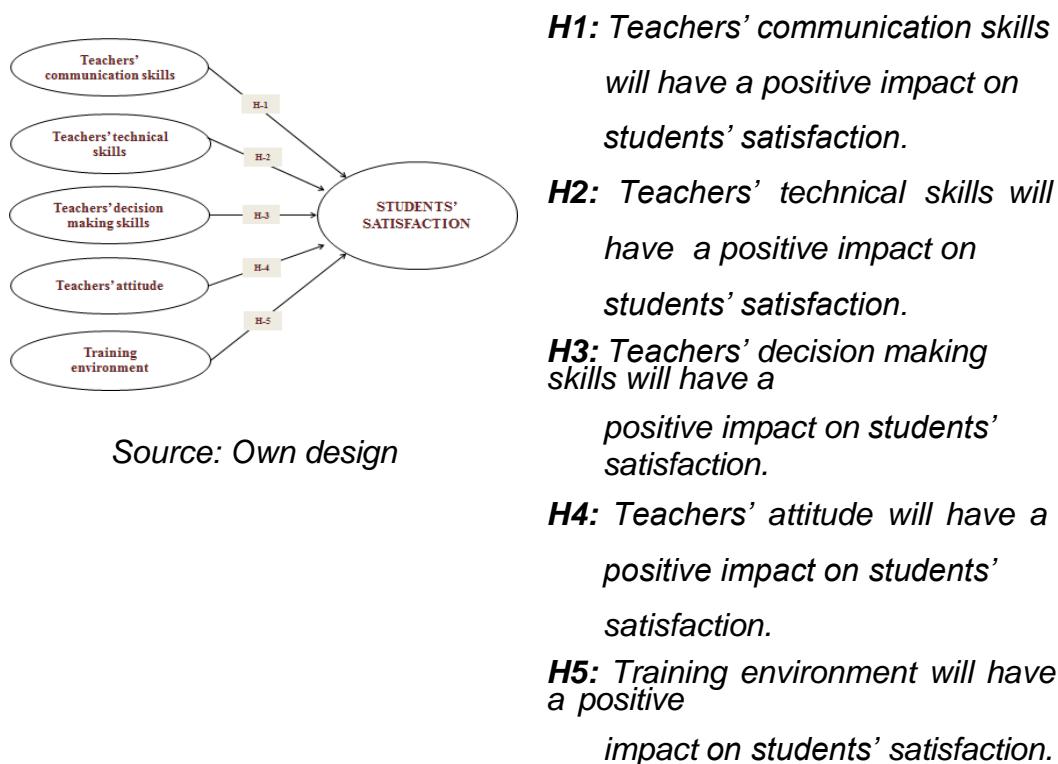 Teachers'
communication skills
H-1
Teachers' technical
skills
H-2
Teachers' decision
making skills
H-3
STUDENTS'
SATISFACTION
Teachers' attitude
H-4
Training
environment
H-5
Source: Own design
H1: Teachers' communication skills
will have a positive impact on
students' satisfaction.
H2: Teachers' technical skills will
have a positive impact on
students' satisfaction.
H3: Teachers' decision making
skills will have a
positive impact on students'
satisfaction.
H4: Teachers' attitude will have a
positive impact on students'
satisfaction.
H5: Training environment will have
a positive
impact on students' satisfaction.